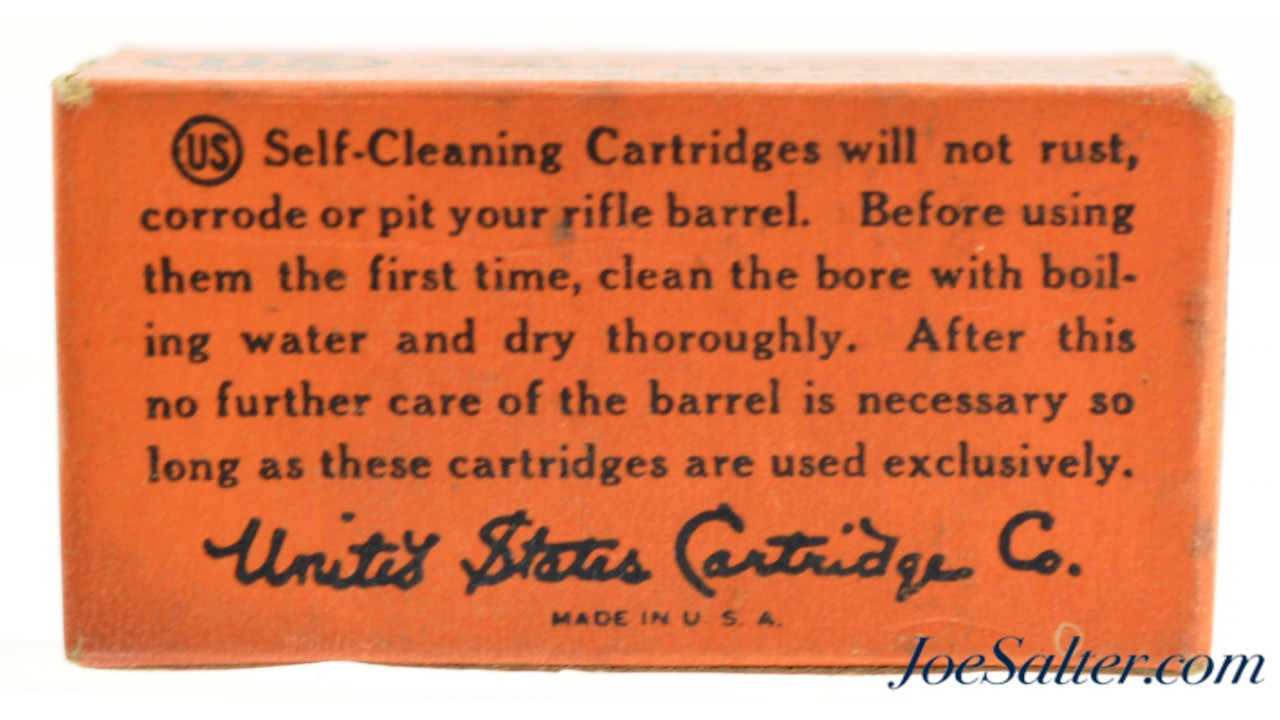 US Self-Cleaning Cartridges will not rust,
corrode or pit your rifle barrel. Before using
them the first time, clean the bore with boil-
ing water and dry thoroughly. After this
no further care of the barrel is necessary so
long as these cartridges are used exclusively.
United States Cartridge Co.
MADE IN U. S. A.
JoeSalter.com